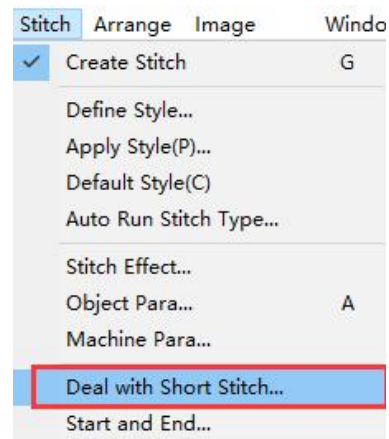 Stitch Arrange Image Windo
Create Stitch G
Define Style...
Apply Style(P)...
Default Style(C)
Auto Run Stitch Type...
Stitch Effect...
Object Para... A
Machine Para...
Deal with Short Stitch...
Start and End...